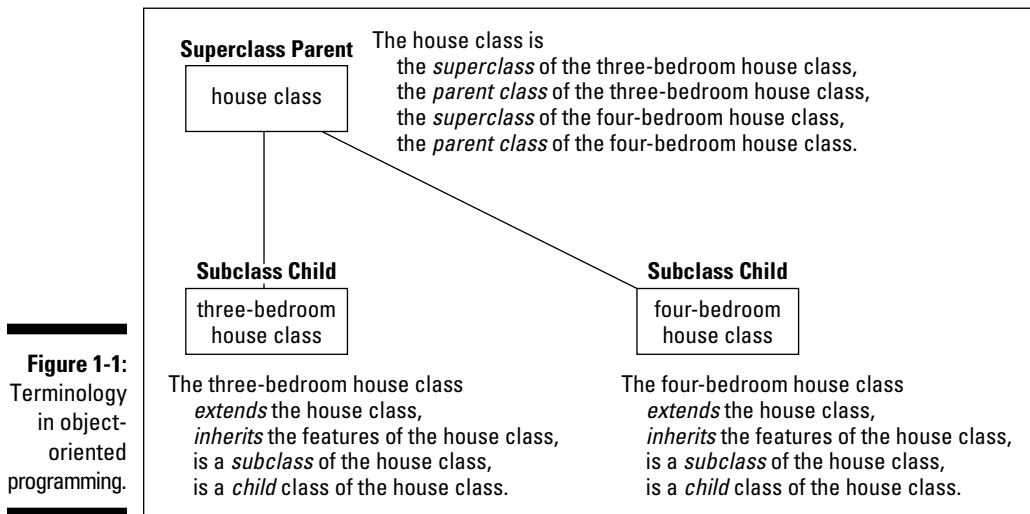 Superclass Parent
house class
The house class is
the superclass of the three-bedroom house class,
the parent class of the three-bedroom house class,
the superclass of the four-bedroom house class,
the parent class of the four-bedroom house class.
Subclass Child
three-bedroom
house class
Subclass Child
four-bedroom
house class
The three-bedroom house class
extends the house class,
inherits the features of the house class,
is a subclass of the house class,
is a child class of the house class.
The four-bedroom house class
extends the house class,
inherits the features of the house class,
is a subclass of the house class,
is a child class of the house class.
Figure 1-1:
Terminology
in object-
oriented
programming.